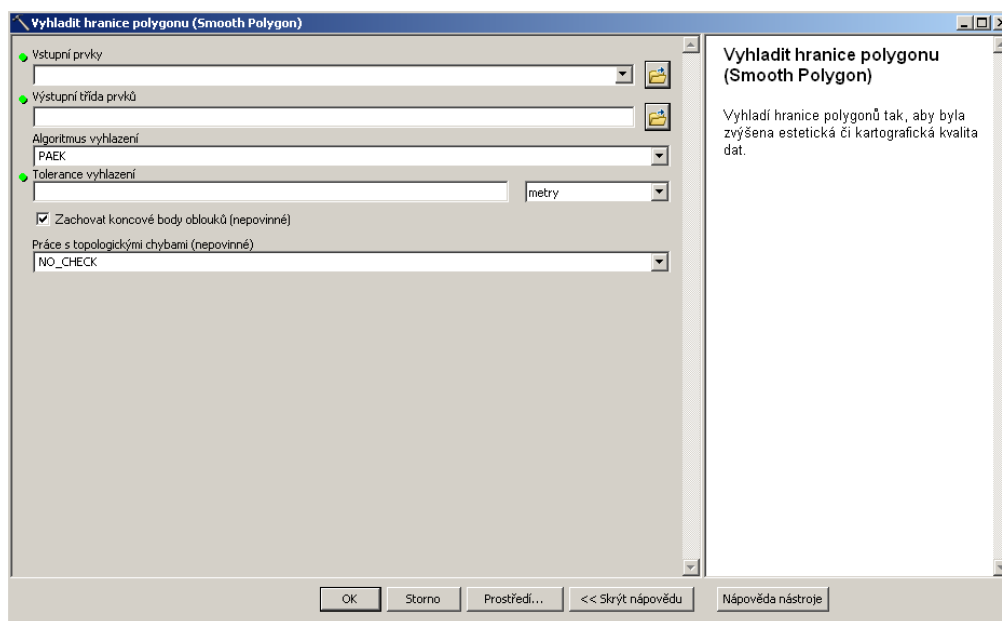 Vyhladit hranice polygonu (Smooth Polygon)
Vstupní prvky
Výstupní třída prvků
Algoritmus vyhlazení
PAEK
Tolerance vyhlazení
metry
Zachovat koncové body oblouků (nepovinné)
Práce s topologickými chybami (nepovinné)
NO_CHECK
Vyhladit hranice polygonu
(Smooth Polygon)
Vyhladí hranice polygonů tak, aby byla
zvýšena estetická či kartografická kvalita
dat.
OK
Storno
Prostředí...
<< Skrýt nápovědu
Nápověda nástroje